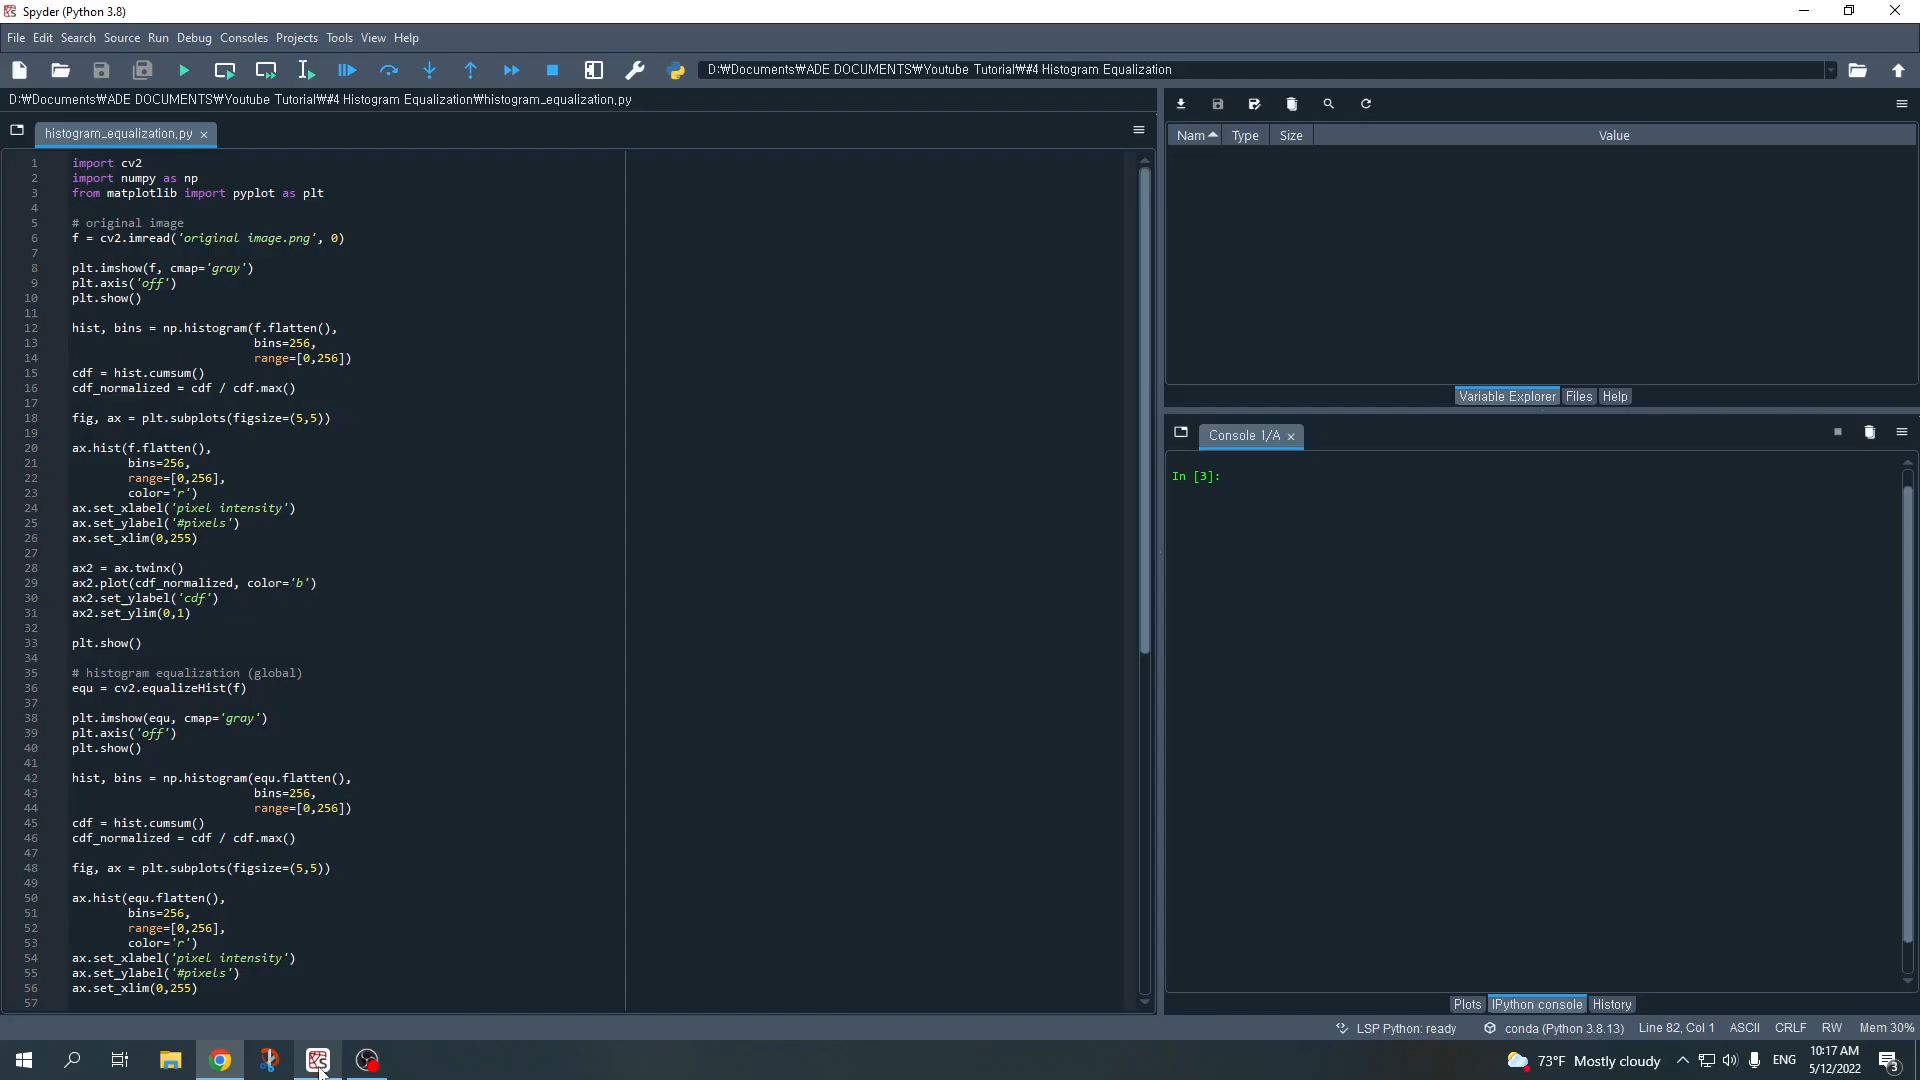 Spyder (Python 3.8)
File Edit Search Source Run Debug Consoles Projects Tools View Help
D:₩Documents₩ADE DOCUMENTS₩Youtube Tutorial₩#4 Histogram Equalization
D:₩Documents₩ADE DOCUMENTS₩Youtube Tutorial₩#4 Histogram Equalization₩histogram_equalization.py
histogram_equalization.py
1 import cv2
2 import numpy as np
3 from matplotlib import pyplot as plt
4
5 # original image
6 f = cv2.imread('original image.png', 0)
7
8 plt.imshow(f, cmap='gray')
9 plt.axis('off')
10 plt.show()
11
12 hist, bins = np.histogram(f.flatten(),
13 bins=256,
14 range=[0,256])
15 cdf = hist.cumsum()
16 cdf_normalized = cdf / cdf.max()
17
18 fig, ax = plt.subplots(figsize=(5,5))
19
20 ax.hist(f.flatten(),
21 bins=256,
22 range=[0,256],
23 color='r')
24 ax.set_xlabel('pixel intensity')
25 ax.set_ylabel('#pixels')
26 ax.set_xlim(0,255)
27
28 ax2 = ax.twinx()
29 ax2.plot(cdf_normalized, color='b')
30 ax2.set_ylabel('cdf')
31 ax2.set_ylim(0,1)
32
33 plt.show()
34
35 # histogram equalization (global)
36 equ = cv2.equalizeHist(f)
37
38 plt.imshow(equ, cmap='gray')
39 plt.axis('off')
40 plt.show()
41
42 hist, bins = np.histogram(equ.flatten(),
43 bins=256,
44 range=[0,256])
45 cdf = hist.cumsum()
46 cdf_normalized = cdf / cdf.max()
47
48 fig, ax = plt.subplots(figsize=(5,5))
49
50 ax.hist(equ.flatten(),
51 bins=256,
52 range=[0,256],
53 color='r')
54 ax.set_xlabel('pixel intensity')
55 ax.set_ylabel('#pixels')
56 ax.set_xlim(0,255)
57
Nam Type Size Value
Variable Explorer Files Help
Console 1/A
In [3]:
Plots IPython console History
LSP Python: ready conda (Python 3.8.13) Line 82, Col 1 ASCII CRLF RW Mem 30%
73°F Mostly cloudy ENG
10:17 AM
5/12/2022
3